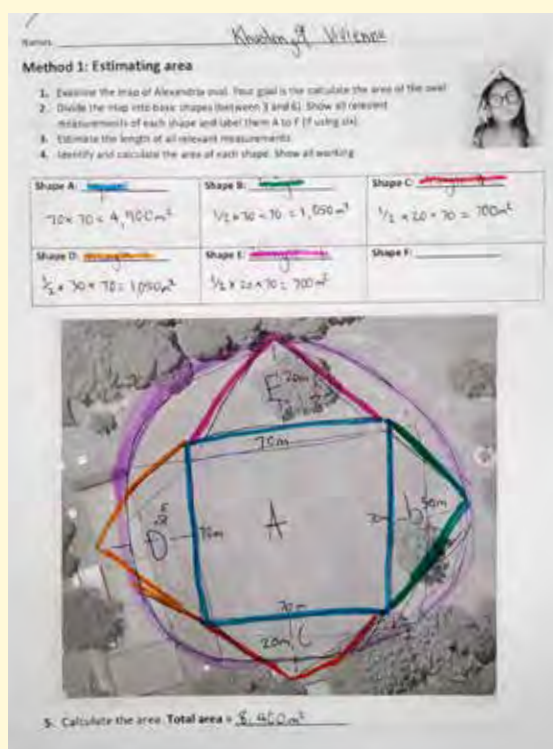 Names
Vivienne
Method 1: Estimating area
1. Examine the map of Alexandria oval. Your goal is the calculate the area of the oval.
2. Divide the map into basic shapes (between 3 and 6). Show all relevant
measurements of each shape and label them A to F (if using six).
3. Estimate the length of all relevant measurements.
4. Identify and calculate the area of each shape. Show all working
Shape A:
Shape B:
Shape C:
70 × 70 = 4,900m²
1/2 × 30 × 70 = 1,050m²
1/2 × 20 × 70 = 700m²
Shape D:
Shape E:
Shape F:
1/2 × 30 × 70 = 1,050m²
1/2 × 20 × 70 = 700m²
E 20m
70m
D
70m
A
70
b
30m
70m
20m C
5. Calculate the area. Total area = 8,400m²